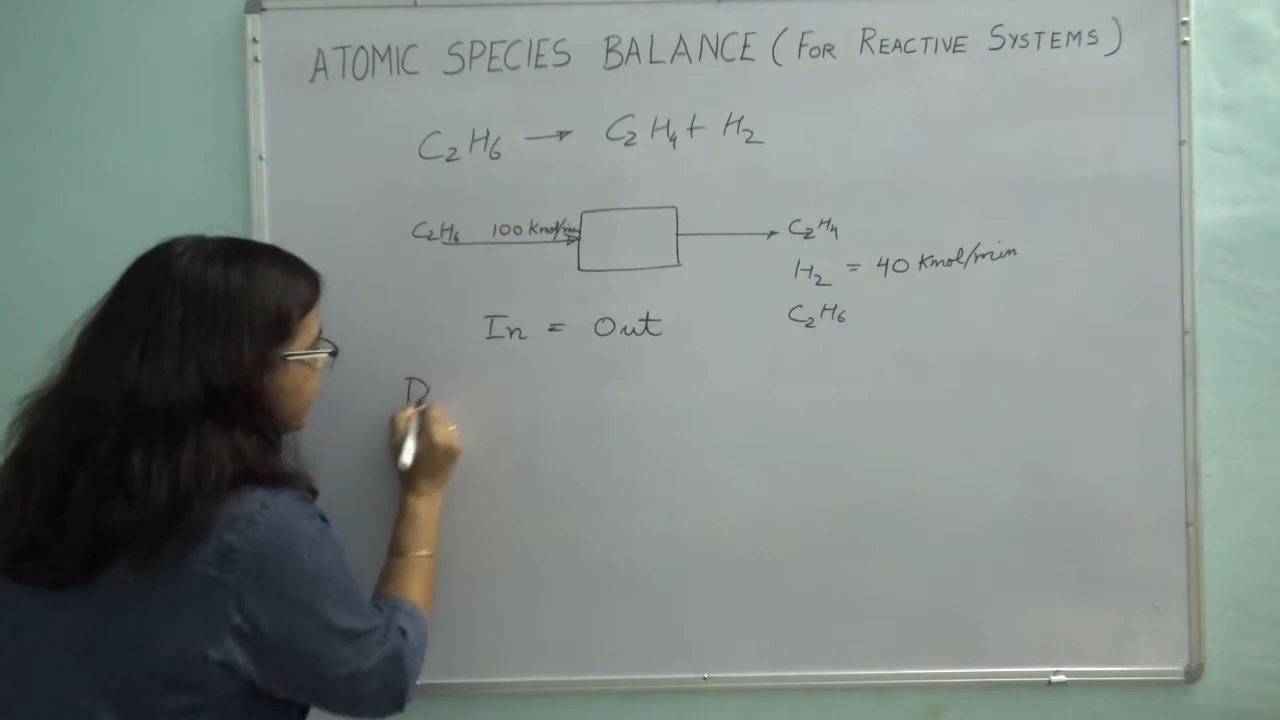 ATOMIC SPECIES BALANCE (FOR REACTIVE SYSTEMS)
C₂H₆ → C₂H₄ + H₂
C₂H₆ 100 kmol/min C₂H₄
H₂ = 40 kmol/min
C₂H₆
In = Out
D